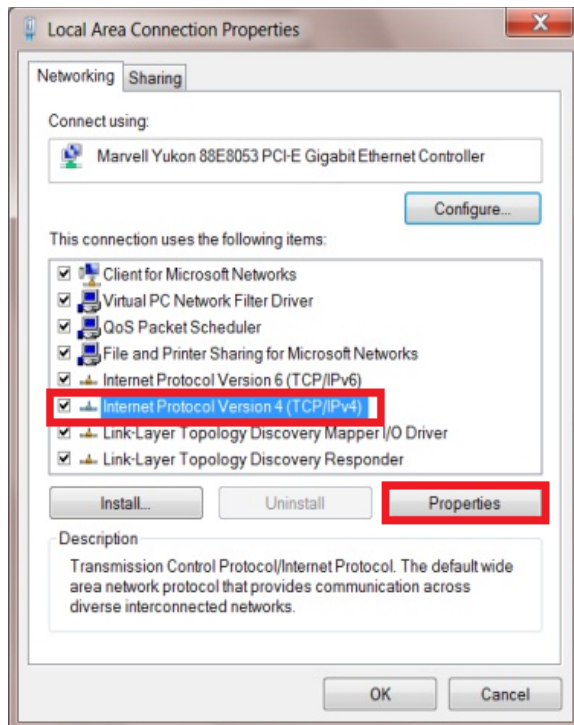 Local Area Connection Properties
Networking Sharing
Connect using:
Marvell Yukon 88E8053 PCI-E Gigabit Ethernet Controller
Configure...
This connection uses the following items:
Client for Microsoft Networks
Virtual PC Network Filter Driver
QoS Packet Scheduler
File and Printer Sharing for Microsoft Networks
Internet Protocol Version 6 (TCP/IPv6)
Internet Protocol Version 4 (TCP/IPv4)
Link-Layer Topology Discovery Mapper I/O Driver
Link-Layer Topology Discovery Responder
Install... Uninstall Properties
Description
Transmission Control Protocol/Internet Protocol. The default wide
area network protocol that provides communication across
diverse interconnected networks.
OK Cancel